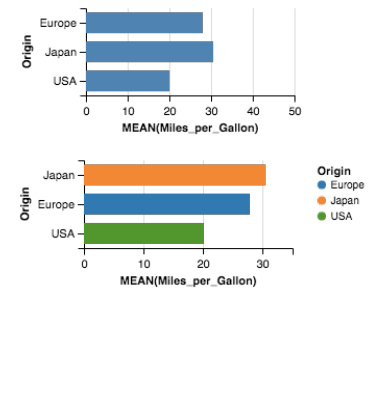 Origin
Europe
Japan
USA
0 10 20 30 40 50
MEAN(Miles_per_Gallon)
Origin
Japan
Europe
USA
0 10 20 30
MEAN(Miles_per_Gallon)
Origin
Europe
Japan
USA